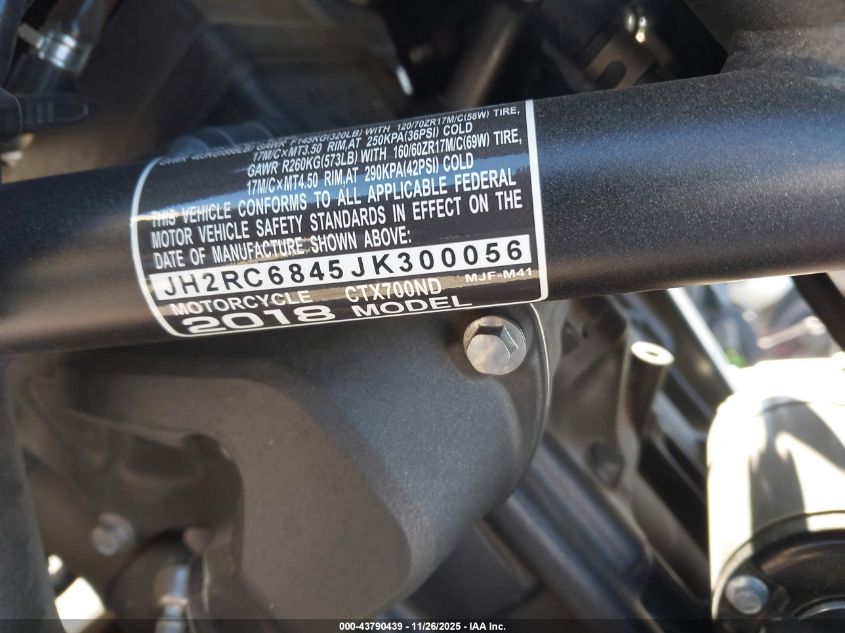 F145KG(320LB) WITH 120/70ZR17M/C(58W) TIRE,
17M/C×MT3.50 RIM,AT 250KPA(36PSI) COLD
GAWR R260KG(573LB) WITH 160/60ZR17M/C(69W) TIRE,
17M/C×MT4.50 RIM,AT 290KPA(42PSI) COLD
THIS VEHICLE CONFORMS TO ALL APPLICABLE FEDERAL
MOTOR VEHICLE SAFETY STANDARDS IN EFFECT ON THE
DATE OF MANUFACTURE SHOWN ABOVE:
JH2RC6845JK300056
MOTORCYCLE CTX700ND MJF-M41
2018 MODEL
000-43790439 - 11/26/2025 - IAA Inc.